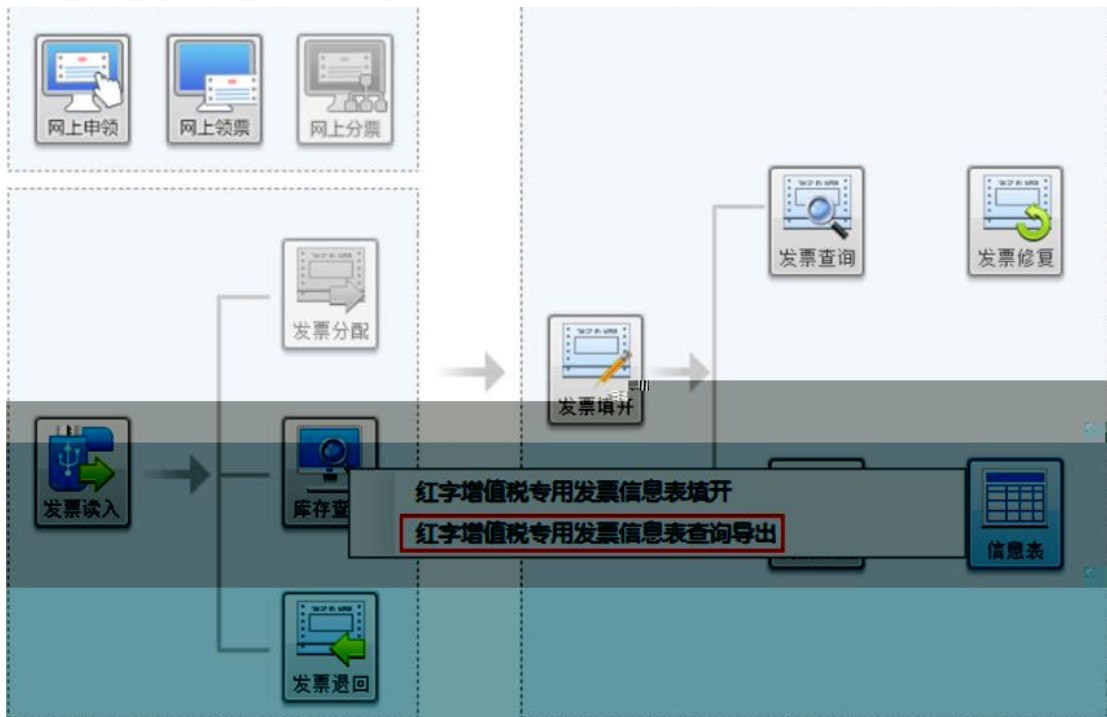 网上申领
网上领票
网上分票
发票查询
发票修复
发票分配
发票填开
发票读入
库存查
红字增值税专用发票信息表填开
红字增值税专用发票信息表查询导出
信息表
发票退回